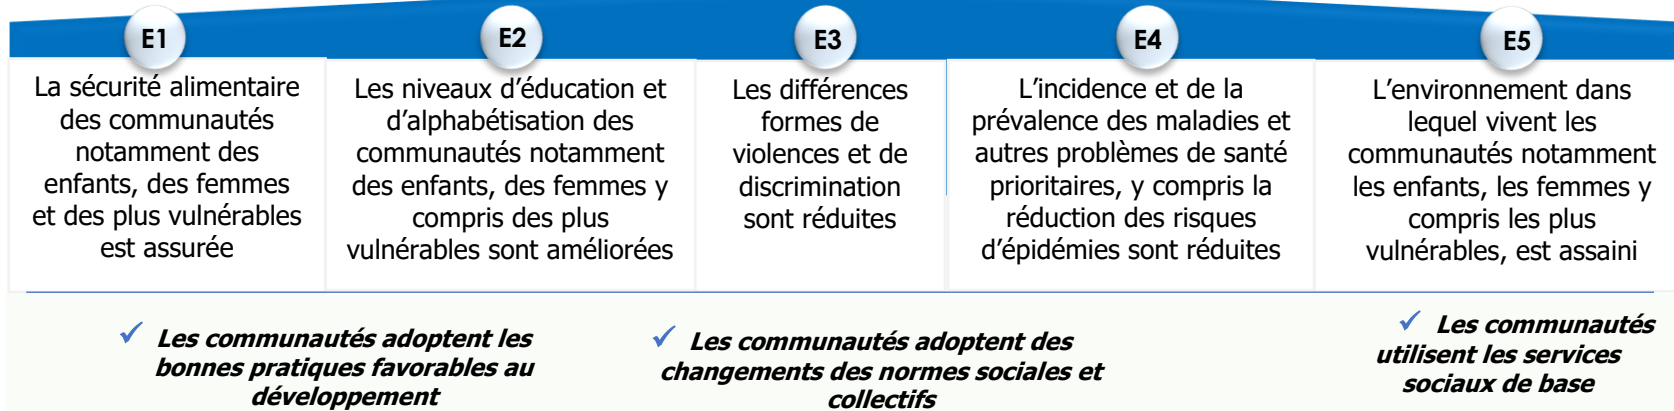 E1
La sécurité alimentaire
des communautés
notamment des
enfants, des femmes
et des plus vulnérables
est assurée
E2
Les niveaux d’éducation et
d’alphabétisation des
communautés notamment
des enfants, des femmes y
compris des plus
vulnérables sont améliorées
E3
Les différences
formes de
violences et de
discrimination
sont réduites
E4
L’incidence et de la
prévalence des maladies et
autres problèmes de santé
prioritaires, y compris la
réduction des risques
d’épidémies sont réduites
E5
L’environnement dans
lequel vivent les
communautés notamment
les enfants, les femmes y
compris les plus
vulnérables, est assaini
✓ Les communautés adoptent les
bonnes pratiques favorables au
développement
✓ Les communautés adoptent des
changements des normes sociales et
collectifs
✓ Les communautés
utilisent les services
sociaux de base